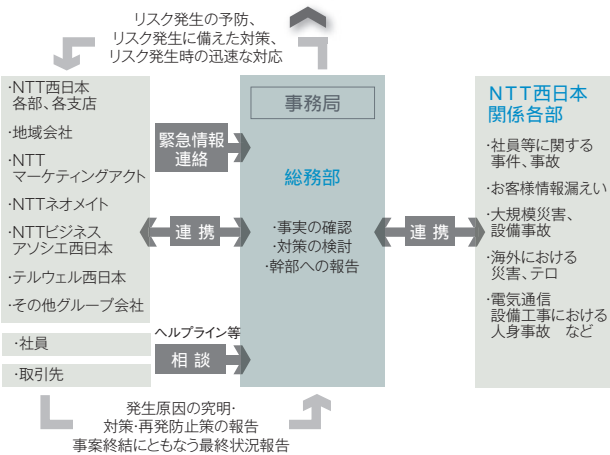 リスク発生の予防、
リスク発生に備えた対策、
リスク発生時の迅速な対応
·NTT西日本
各部、各支店
·地域会社
·NTT
マーケティングアクト
·NTTネオメイト
·NTTビジネス
アソシエ西日本
·テルウェル西日本
·その他グループ会社
·社員
·取引先
緊急情報
連絡
連携
ヘルプライン等
相談
事務局
総務部
·事実の確認
·対策の検討
·幹部への報告
連携
NTT西日本
関係各部
·社員等に関する
事件、事故
·お客様情報漏えい
·大規模災害、
設備事故
·海外における
災害、テロ
·電気通信
設備工事における
人身事故　など
発生原因の究明·
対策·再発防止策の報告
事案終結にともなう最終状況報告